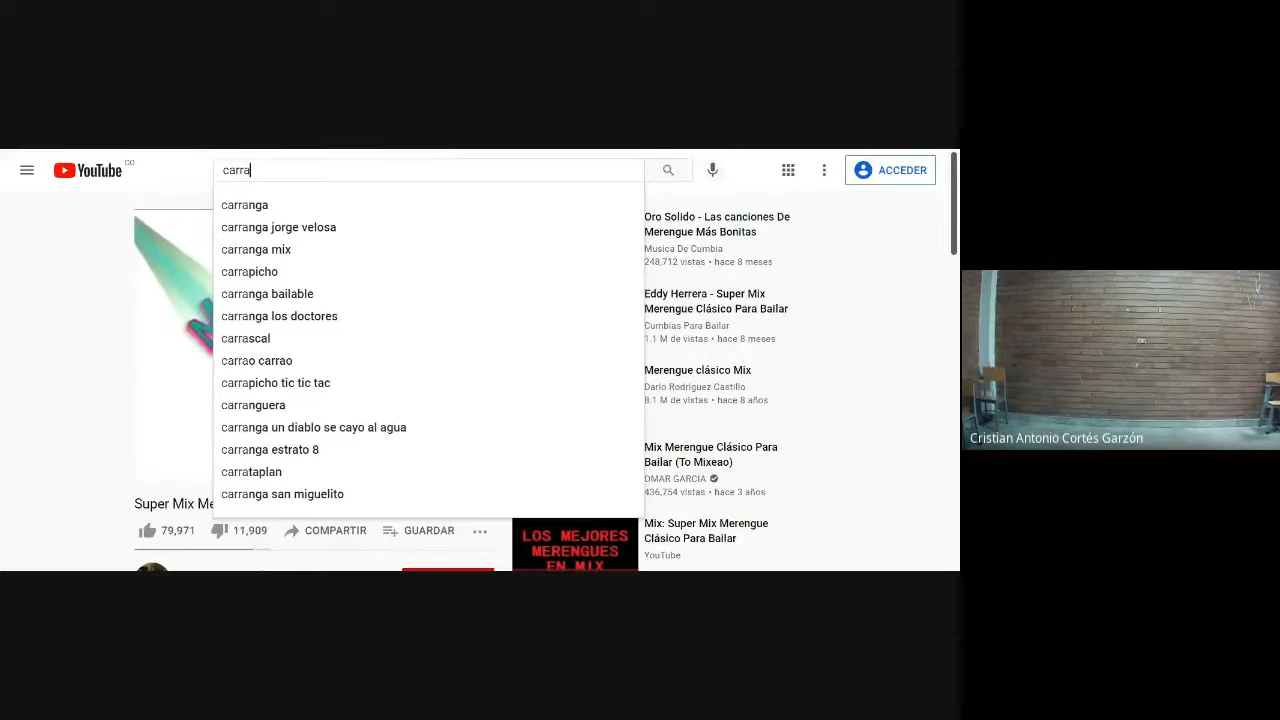 YouTube CO
carra
ACCEDER
carranga
carranga jorge velosa
carranga mix
carrapicho
carranga bailable
carranga los doctores
carrascal
carrao carrao
carrapicho tic tic tac
carranguera
carranga un diablo se cayo al agua
carranga estrato 8
carrataplan
carranga san miguelito
Super Mix Me
79,971
11,909
COMPARTIR
GUARDAR
Oro Solido - Las canciones De
Merengue Más Bonitas
Musica De Cumbia
248,712 vistas • hace 8 meses
Eddy Herrera - Super Mix
Merengue Clásico Para Bailar
Cumbias Para Bailar
1.1 M de vistas • hace 8 meses
Merengue clásico Mix
Darío Rodríguez Castillo
8.1 M de vistas • hace 8 años
Mix Merengue Clásico Para
Bailar (To Mixeao)
OMAR GARCIA
436,754 vistas • hace 3 años
Mix: Super Mix Merengue
Clásico Para Bailar
YouTube
LOS MEJORES
MERENGUES
EN MIX
Cristian Antonio Cortés Garzón